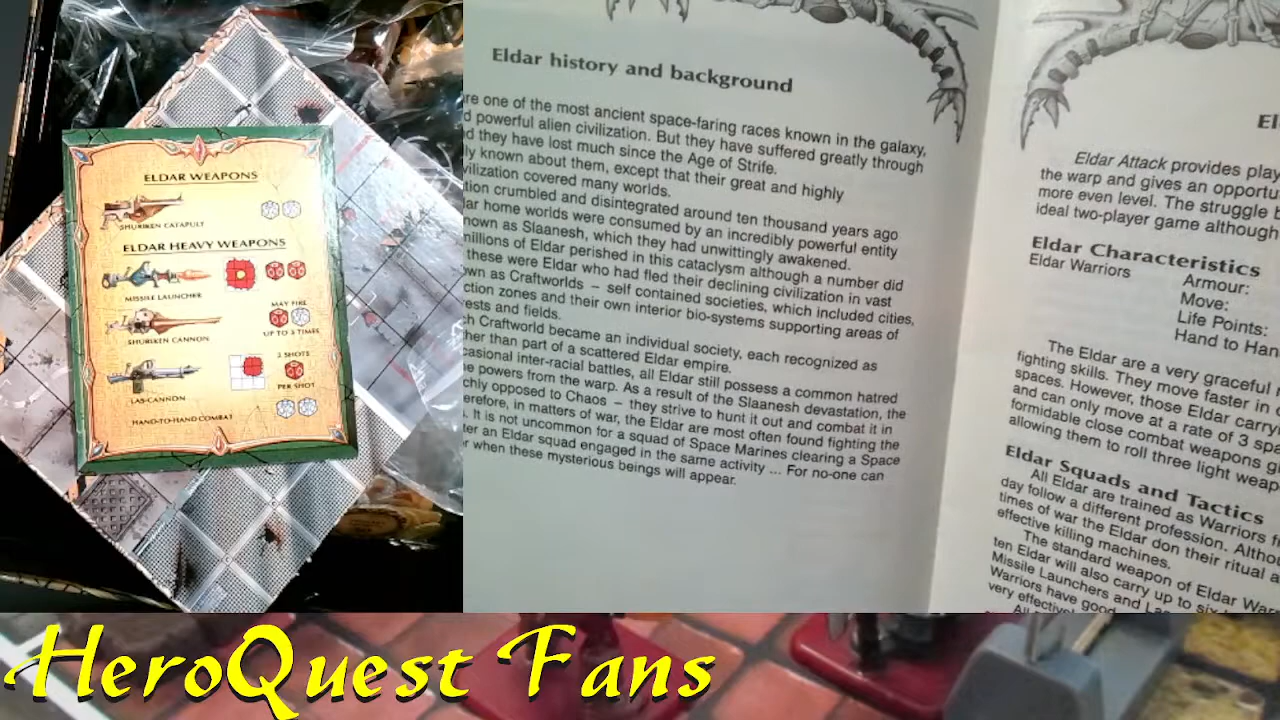 ELDAR WEAPONS
SHURIKEN CATAPULT
ELDAR HEAVY WEAPONS
MISSILE LAUNCHER
MAY FIRE
UP TO 3 TIMES
SHURIKEN CANNON
2 SHOTS
PER SHOT
LAS-CANNON
HAND-TO-HAND COMBAT
Eldar history and background
re one of the most ancient space-faring races known in the galaxy,
d powerful alien civilization. But they have suffered greatly through
d they have lost much since the Age of Strife.
ly known about them, except that their great and highly
vilization covered many worlds.
tion crumbled and disintegrated around ten thousand years ago
ar home worlds were consumed by an incredibly powerful entity
own as Slaanesh, which they had unwittingly awakened.
millions of Eldar perished in this cataclysm although a number did
these were Eldar who had fled their declining civilization in vast
wn as Craftworlds – self contained societies, which included cities,
ction zones and their own interior bio-systems supporting areas of
ests and fields.
ch Craftworld became an individual society, each recognized as
her than part of a scattered Eldar empire.
casional inter-racial battles, all Eldar still possess a common hatred
e powers from the warp. As a result of the Slaanesh devastation, the
chly opposed to Chaos – they strive to hunt it out and combat it in
erefore, in matters of war, the Eldar are most often found fighting the
. It is not uncommon for a squad of Space Marines clearing a Space
ter an Eldar squad engaged in the same activity ... For no-one can
r when these mysterious beings will appear.
El
Eldar Attack provides play
the warp and gives an opportu
more even level. The struggle
ideal two-player game although
Eldar Characteristics
Eldar Warriors Armour:
Move:
Life Points:
Hand to Han
The Eldar are a very graceful
fighting skills. They move faster in
spaces. However, those Eldar carry
and can only move at a rate of 3 spa
formidable close combat weapons gi
allowing them to roll three light weap
Eldar Squads and Tactics
All Eldar are trained as Warriors f
day follow a different profession. Althou
times of war the Eldar don their ritual a
effective killing machines.
The standard weapon of Eldar War
ten Eldar will also carry up to six
Missile Launchers and Las
Warriors have good
very effectiv
All
HeroQuest Fans